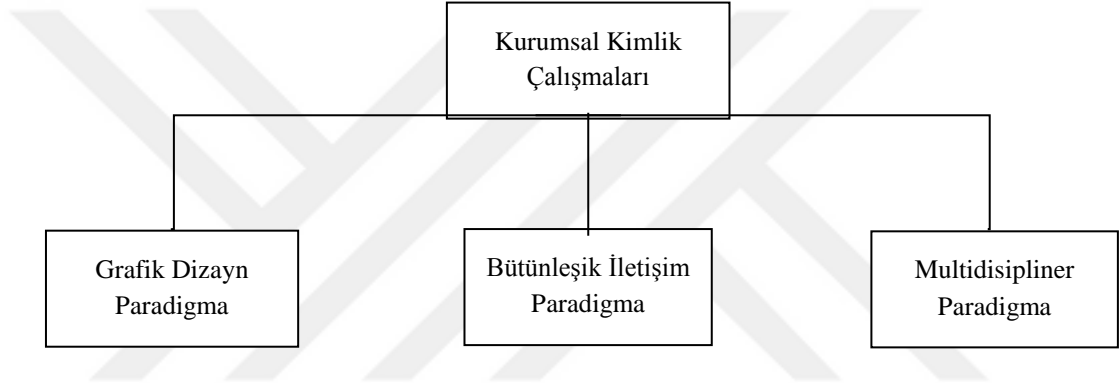 Kurumsal Kimlik
Çalışmaları
Grafik Dizayn
Paradigma
Bütünleşik İletişim
Paradigma
Multidisipliner
Paradigma